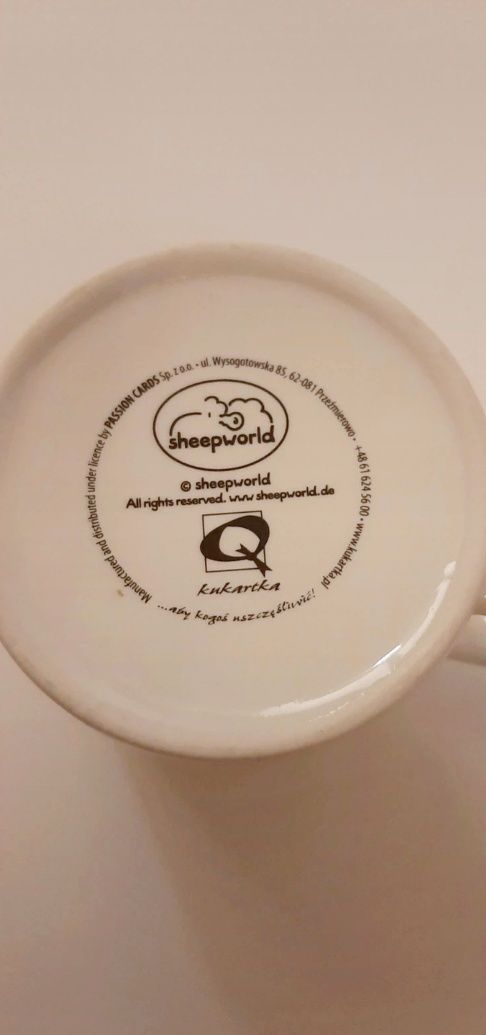 Manufactured and distributed under licence by PASSION CARDS Sp. z o.o. • ul. Wysogotowska 85, 62-081 Przeźmierowo • +48 61 624 56 00 • www.kukartka.pl
sheepworld
© sheepworld
All rights reserved. www.sheepworld.de
Q
kukartka
...aby kogoś uszczęśliwić!